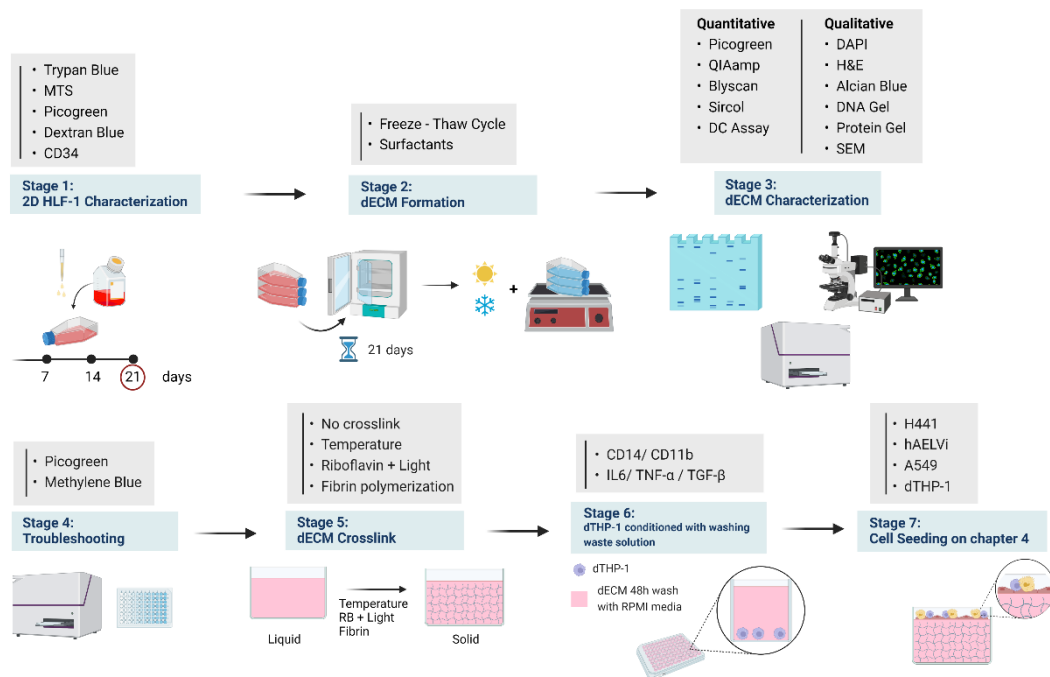 Trypan Blue
MTS
Picogreen
Dextran Blue
CD34
Stage 1:
2D HLF-1 Characterization
7
14
21
days
Freeze - Thaw Cycle
Surfactants
Stage 2:
dECM Formation
+
21 days
Quantitative
Picogreen
QIAamp
Blyscan
Sircol
DC Assay
Qualitative
DAPI
H&E
Alcian Blue
DNA Gel
Protein Gel
SEM
Stage 3:
dECM Characterization
Picogreen
Methylene Blue
Stage 4:
Troubleshooting
No crosslink
Temperature
Riboflavin + Light
Fibrin polymerization
Stage 5:
dECM Crosslink
Liquid
Temperature
RB + Light
Fibrin
Solid
CD14/ CD11b
IL6/ TNF-α / TGF-β
Stage 6:
dTHP-1 conditioned with washing
waste solution
dTHP-1
dECM 48h wash
with RPMI media
H441
hAELVi
A549
dTHP-1
Stage 7:
Cell Seeding on chapter 4